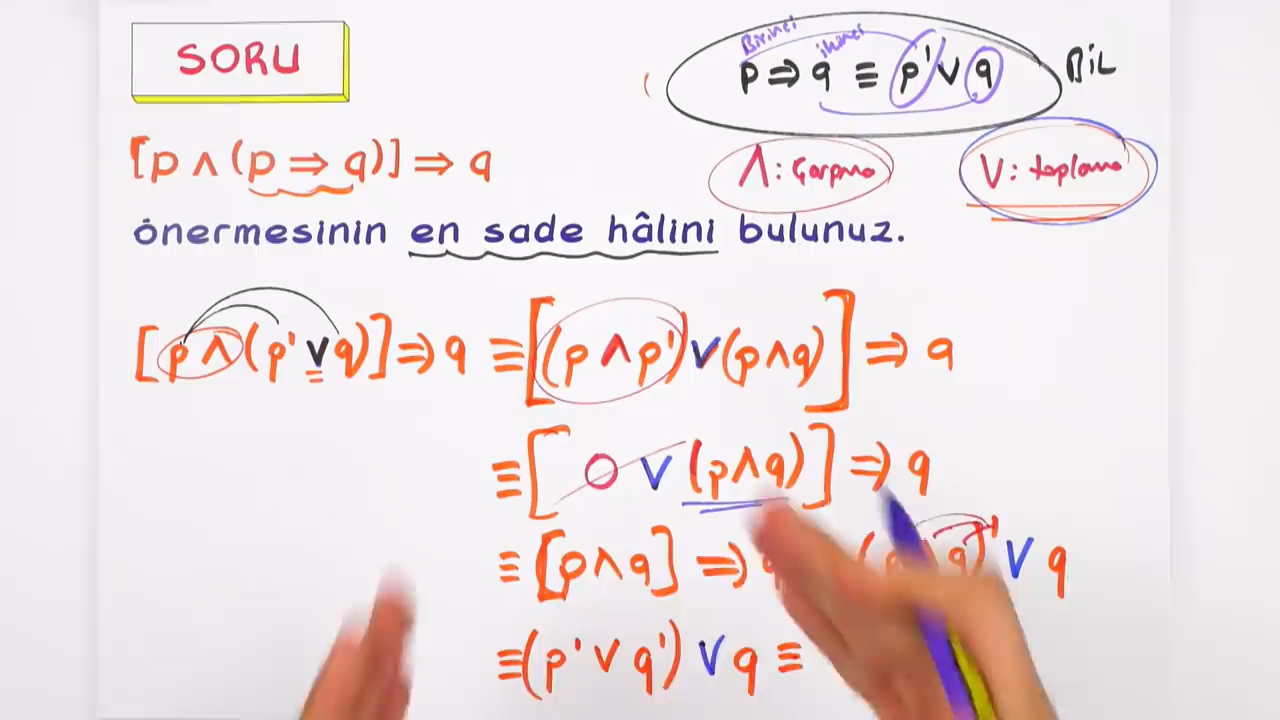 SORU
Birinci ikinci
p ⇒ q ≡ p' ∨ q BİL
[p ∧ (p ⇒ q)] ⇒ q
∧: Çarpma ∨: toplama
önermesinin en sade hâlini bulunuz.
[p ∧ (p' ∨ q)] ⇒ q ≡ [(p ∧ p') ∨ (p ∧ q)] ⇒ q
≡ [ 0 ∨ (p ∧ q)] ⇒ q
≡ [p ∧ q] ⇒ q)' ∨ q
≡ (p' ∨ q') ∨ q ≡